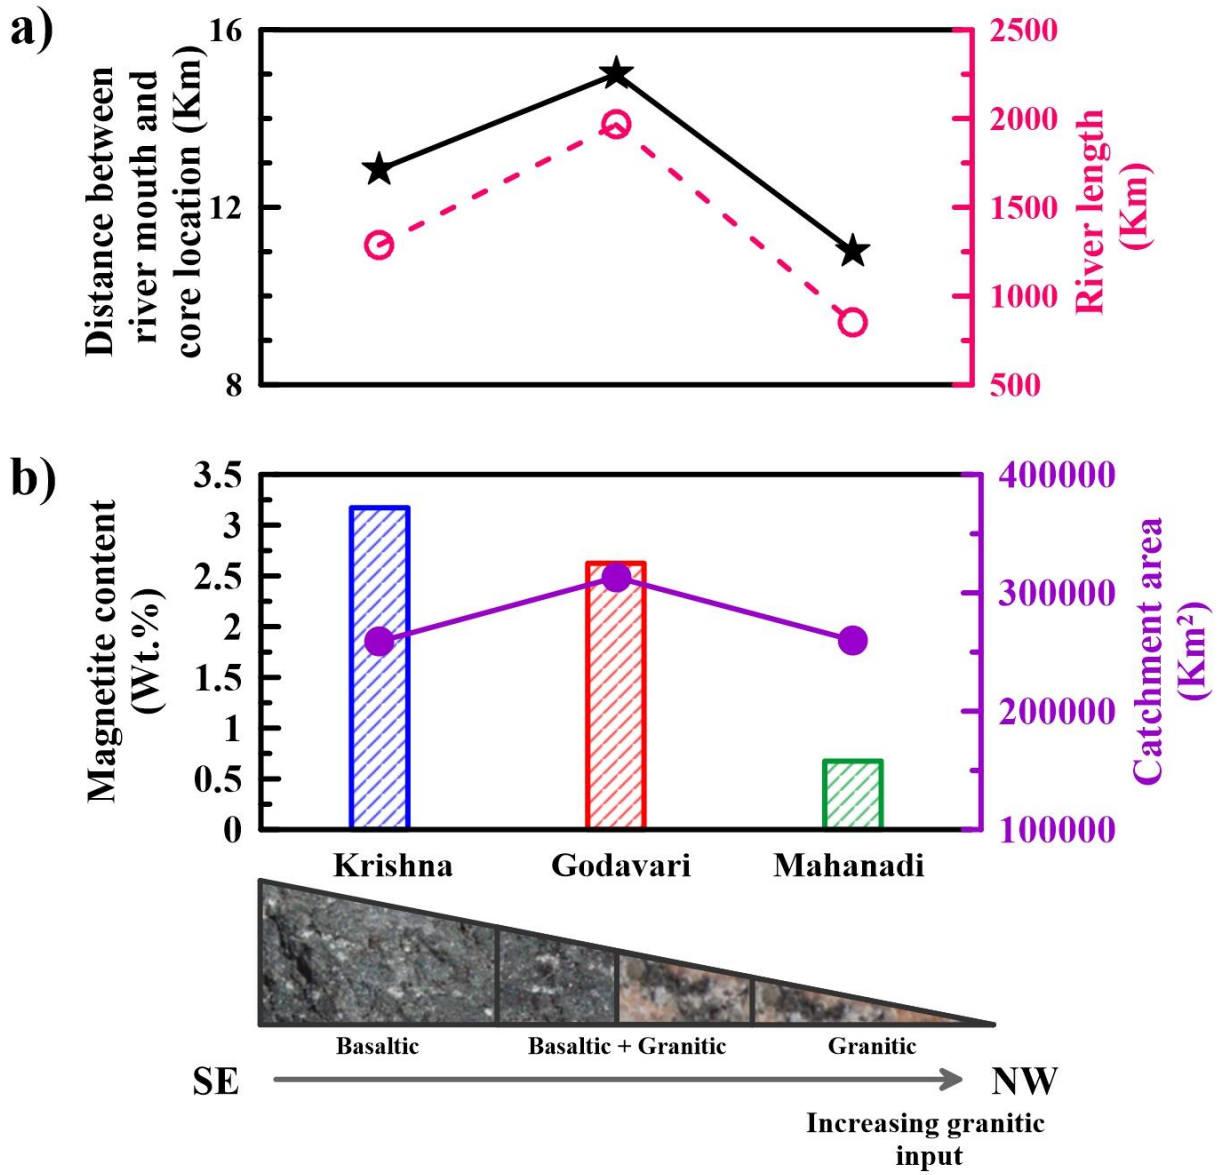 a)
Distance between
river mouth and
core location (Km)
16
12
8
2500
2000
1500
1000
500
River length
(Km)
b)
Magnetite content
(Wt.%)
3.5
3
2.5
2
1.5
1
0.5
0
400000
300000
200000
100000
Catchment area
(Km²)
Krishna Godavari Mahanadi
Basaltic Basaltic + Granitic Granitic
SE NW
Increasing granitic
input